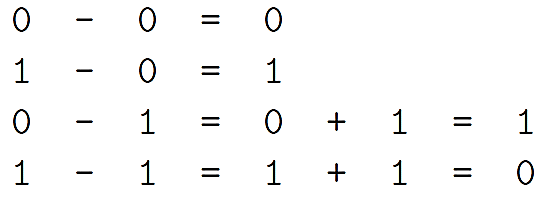 0 - 0 = 0
1 - 0 = 1
0 - 1 = 0 + 1 = 1
1 - 1 = 1 + 1 = 0